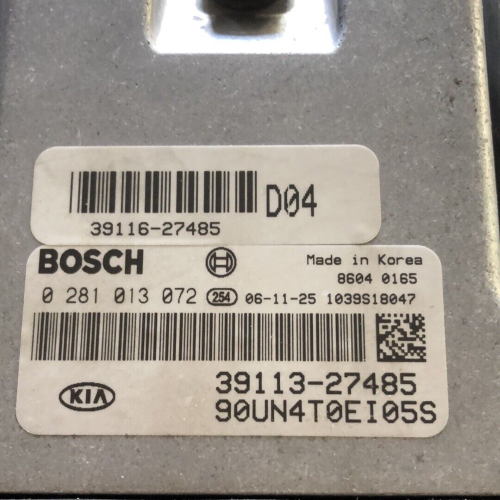 D04
39116-27485
BOSCH
Made in Korea
8604 0165
0 281 013 072 254 06-11-25 1039S18047
39113-27485
KIA
90UN4T0EI05S